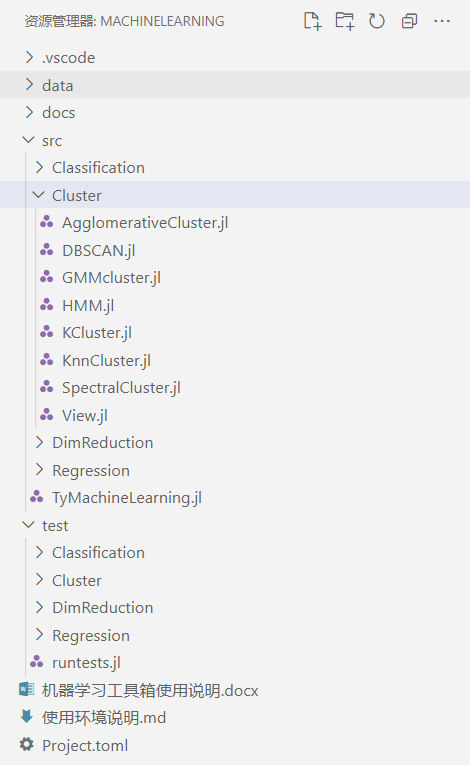 资源管理器: MACHINELEARNING
.vscode
data
docs
src
Classification
Cluster
AgglomerativeCluster.jl
DBSCAN.jl
GMMcluster.jl
HMM.jl
KCluster.jl
KnnCluster.jl
SpectralCluster.jl
View.jl
DimReduction
Regression
TyMachineLearning.jl
test
Classification
Cluster
DimReduction
Regression
runtests.jl
机器学习工具箱使用说明.docx
使用环境说明.md
Project.toml